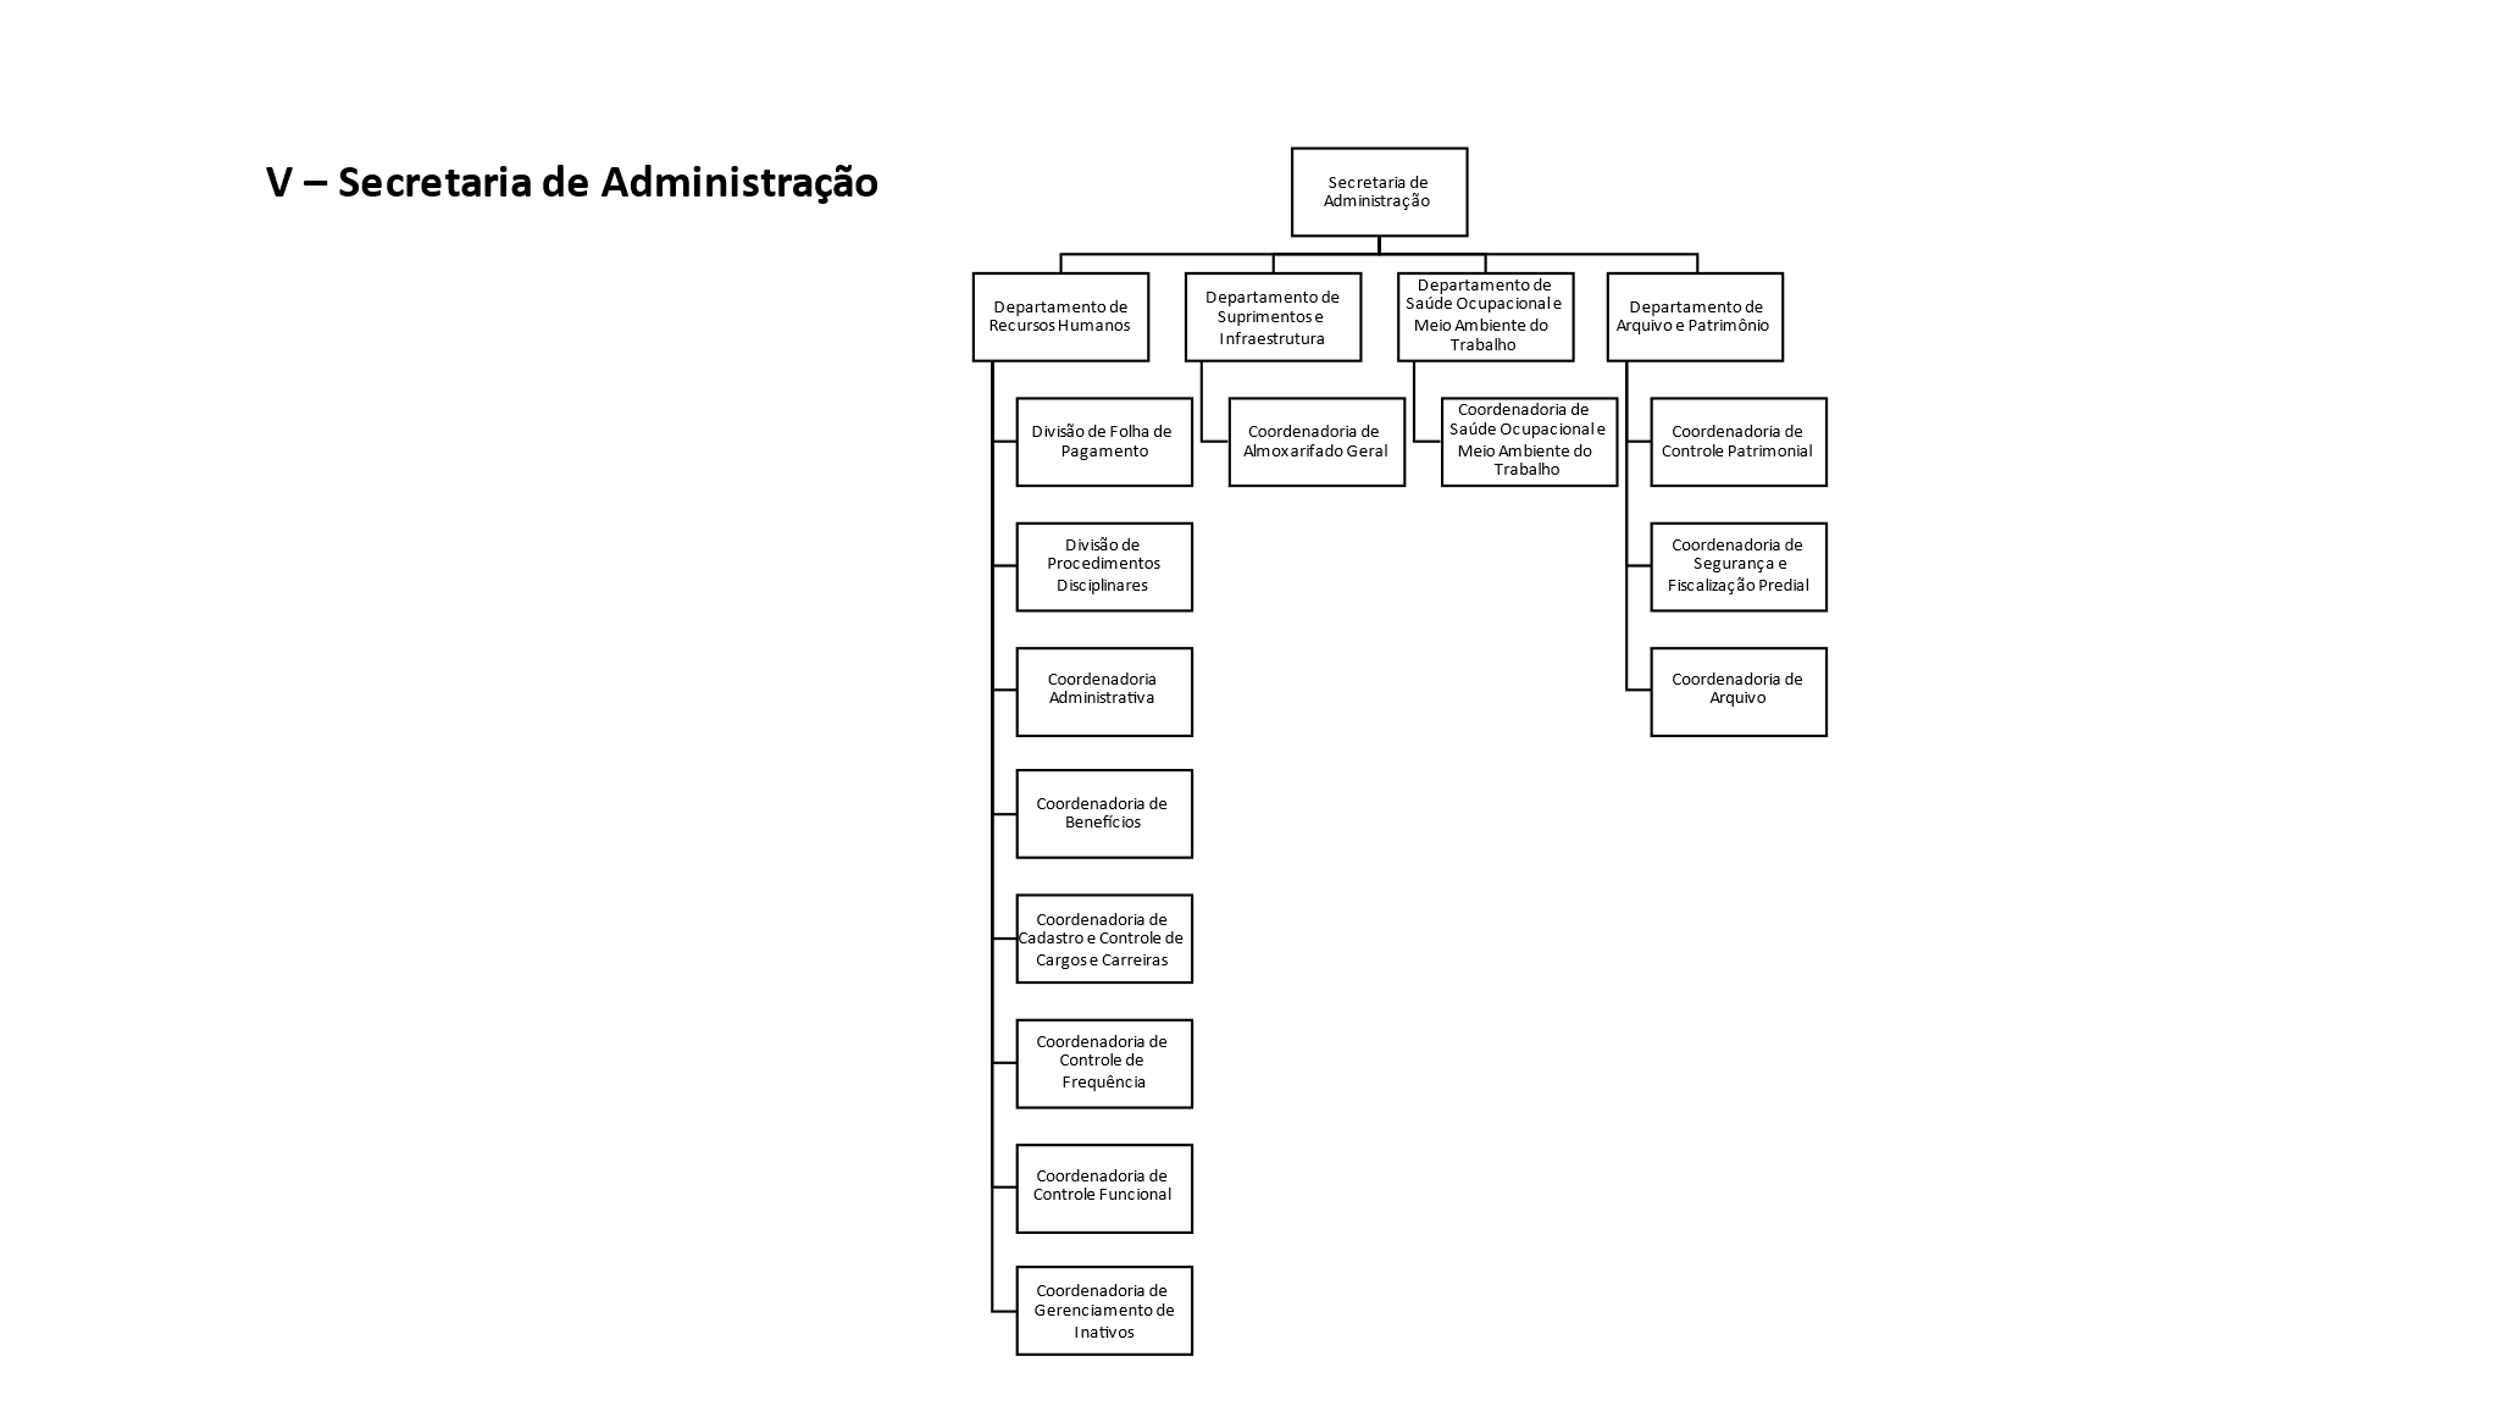 V – Secretaria de Administração
Secretaria de
Administração
Departamento de
Recursos Humanos
Departamento de
Suprimentos e
Infraestrutura
Departamento de
Saúde Ocupacional e
Meio Ambiente do
Trabalho
Departamento de
Arquivo e Patrimônio
Divisão de Folha de
Pagamento
Divisão de
Procedimentos
Disciplinares
Coordenadoria
Administrativa
Coordenadoria de
Benefícios
Coordenadoria de
Cadastro e Controle de
Cargos e Carreiras
Coordenadoria de
Controle de
Frequência
Coordenadoria de
Controle Funcional
Coordenadoria de
Gerenciamento de
Inativos
Coordenadoria de
Almoxarifado Geral
Coordenadoria de
Saúde Ocupacional e
Meio Ambiente do
Trabalho
Coordenadoria de
Controle Patrimonial
Coordenadoria de
Segurança e
Fiscalização Predial
Coordenadoria de
Arquivo